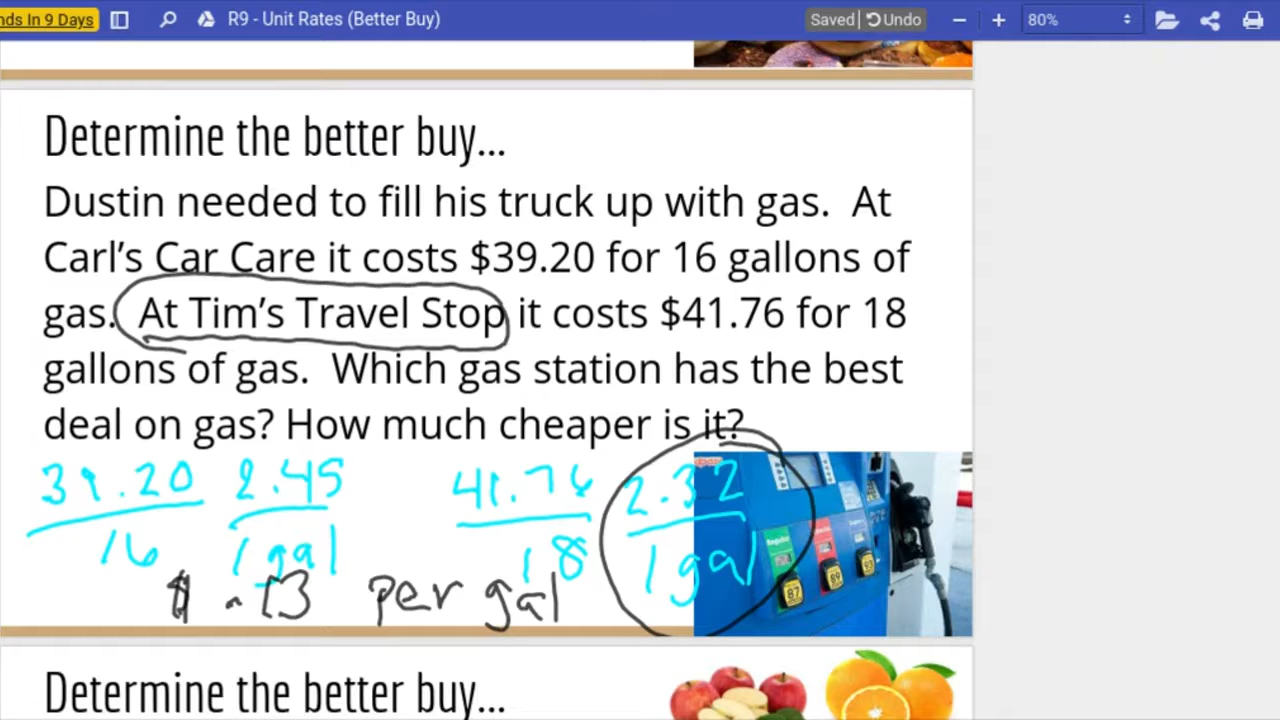 nds In 9 Days
R9 - Unit Rates (Better Buy)
Saved
Undo
80%
Determine the better buy...
Dustin needed to fill his truck up with gas. At
Carl's Car Care it costs $39.20 for 16 gallons of
gas. At Tim's Travel Stop it costs $41.76 for 18
gallons of gas. Which gas station has the best
deal on gas? How much cheaper is it?
39.20 2.45 41.76 2.32
16 1 gal 18 1 gal
$ .13 per gal
87 89 93
Determine the better buy...